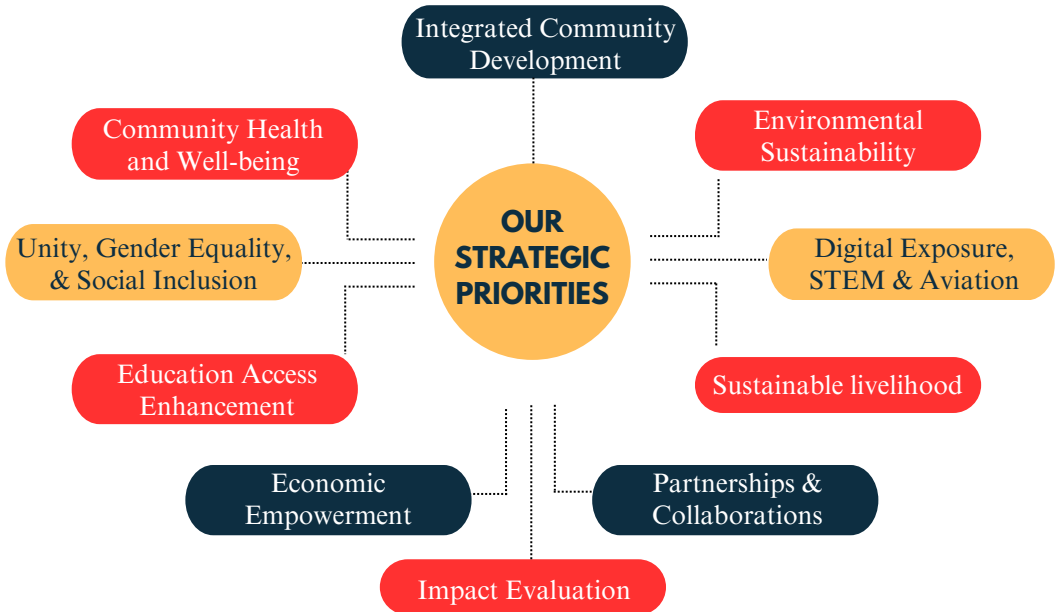 Integrated Community
Development
Community Health
and Well-being
Environmental
Sustainability
OUR
STRATEGIC
PRIORITIES
Unity, Gender Equality,
& Social Inclusion
Digital Exposure,
STEM & Aviation
Education Access
Enhancement
Sustainable livelihood
Economic
Empowerment
Partnerships &
Collaborations
Impact Evaluation